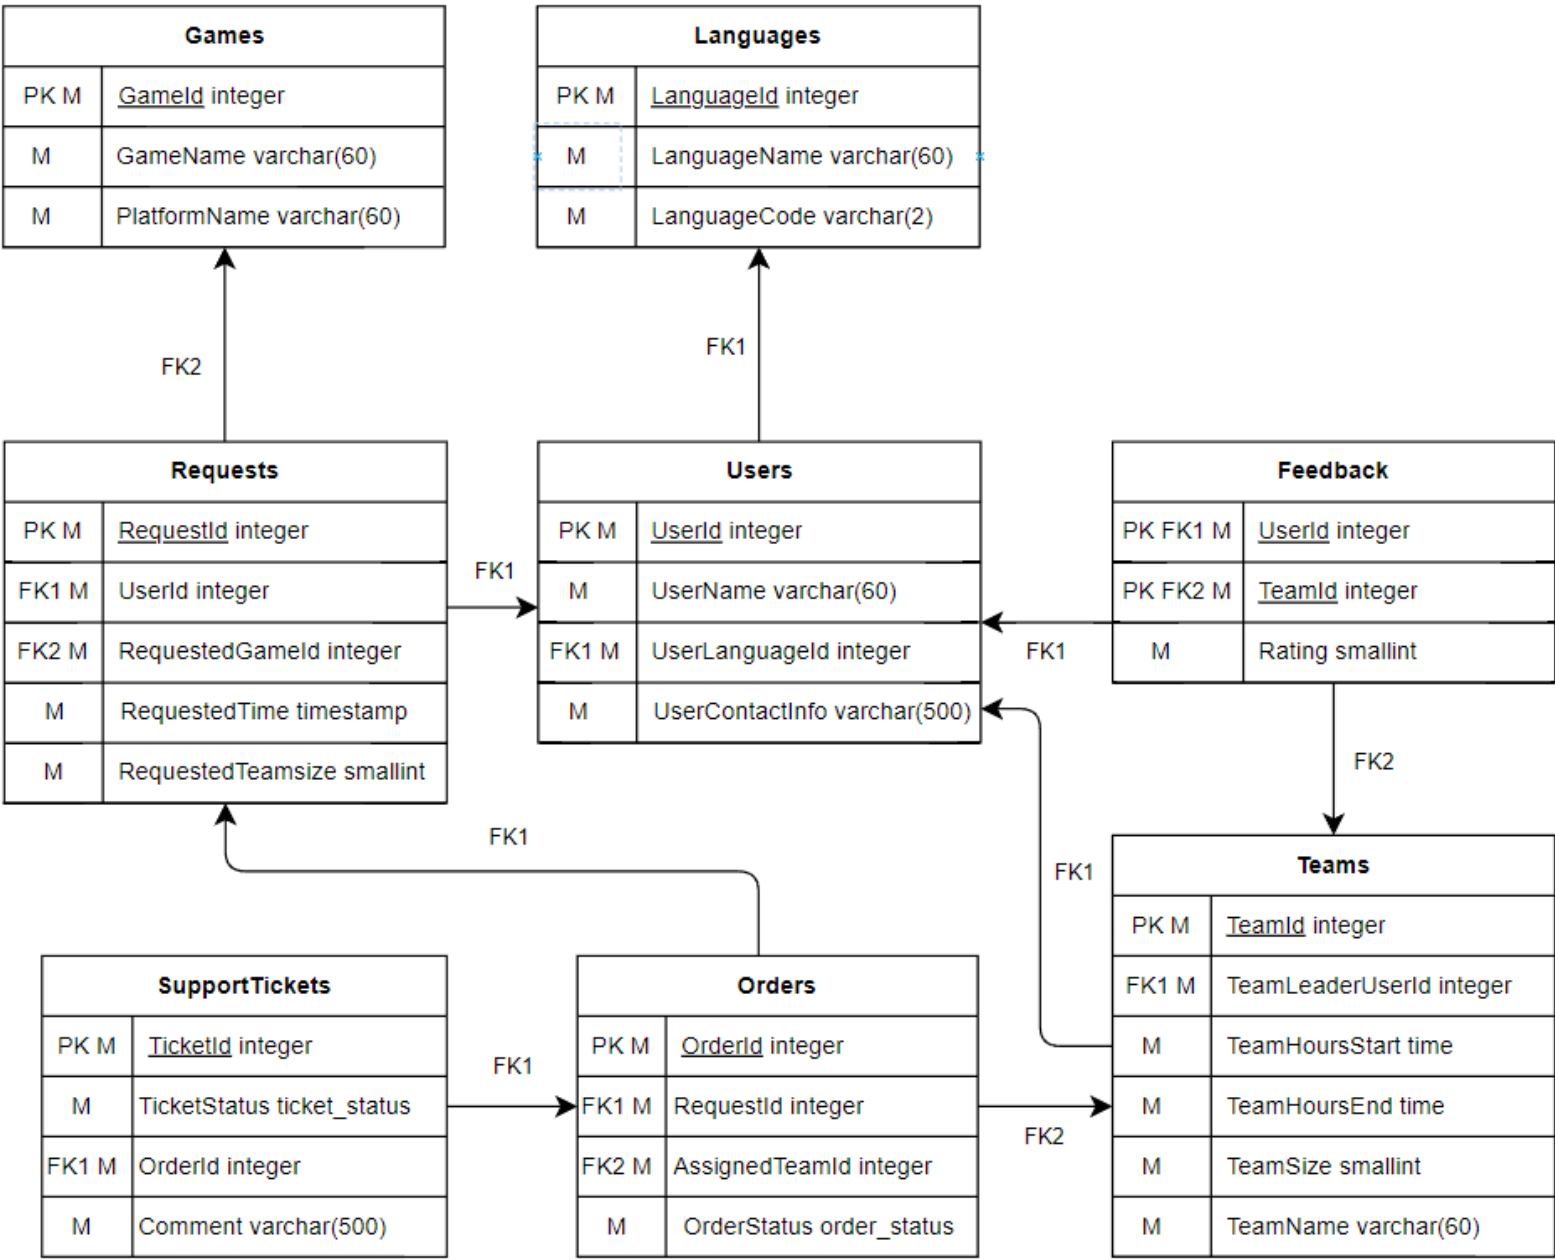 Games
PK M GameId integer
M GameName varchar(60)
M PlatformName varchar(60)
Languages
PK M LanguageId integer
M LanguageName varchar(60)
M LanguageCode varchar(2)
FK2
FK1
Requests
PK M RequestId integer
FK1 M UserId integer
FK2 M RequestedGameId integer
M RequestedTime timestamp
M RequestedTeamsize smallint
FK1
Users
PK M UserId integer
M UserName varchar(60)
FK1 M UserLanguageId integer
M UserContactInfo varchar(500)
FK1
Feedback
PK FK1 M UserId integer
PK FK2 M TeamId integer
M Rating smallint
FK2
FK1
FK1
SupportTickets
PK M TicketId integer
M TicketStatus ticket_status
FK1 M OrderId integer
M Comment varchar(500)
FK1
Orders
PK M OrderId integer
FK1 M RequestId integer
FK2 M AssignedTeamId integer
M OrderStatus order_status
FK2
Teams
PK M TeamId integer
FK1 M TeamLeaderUserId integer
M TeamHoursStart time
M TeamHoursEnd time
M TeamSize smallint
M TeamName varchar(60)